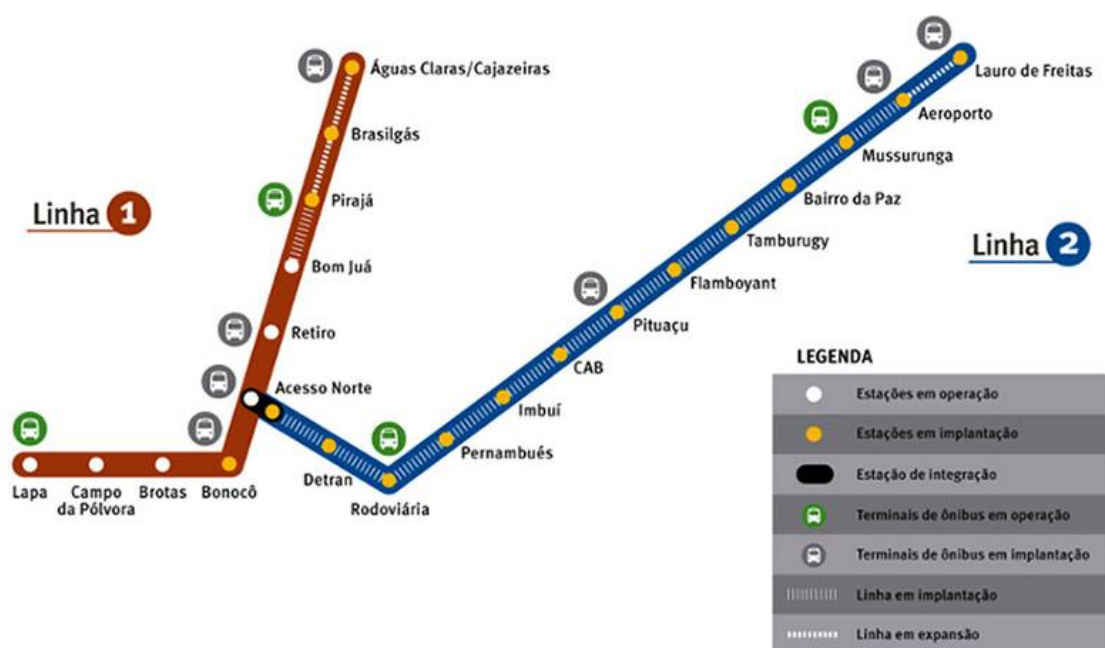 Águas Claras/Cajazeiras
Brasilgás
Pirajá
Linha 1
Bom Juá
Retiro
Acesso Norte
Lapa
Campo
da Pólvora
Brotas
Bonocô
Detran
Rodoviária
Pernambués
Imbuí
CAB
Pituaçu
Flamboyant
Tamburugy
Bairro da Paz
Mussurunga
Aeroporto
Lauro de Freitas
Linha 2
LEGENDA
Estações em operação
Estações em implantação
Estação de integração
Terminais de ônibus em operação
Terminais de ônibus em implantação
Linha em implantação
Linha em expansão